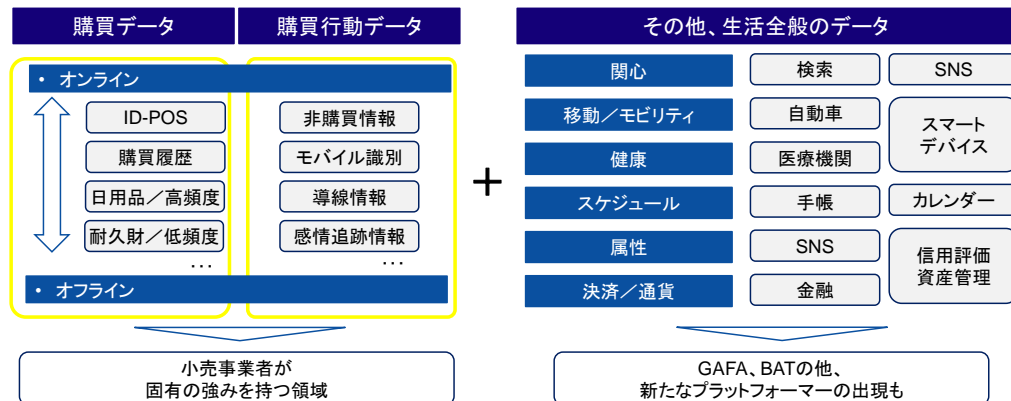 購買データ
購買行動データ
・ オンライン
ID-POS
購買履歴
日用品／高頻度
耐久財／低頻度
…
非購買情報
モバイル識別
導線情報
感情追跡情報
…
・ オフライン
小売事業者が
固有の強みを持つ領域
＋
その他、生活全般のデータ
関心
検索
SNS
移動／モビリティ
自動車
スマート
デバイス
健康
医療機関
スケジュール
手帳
カレンダー
属性
SNS
信用評価
資産管理
決済／通貨
金融
GAFA、BATの他、
新たなプラットフォーマーの出現も